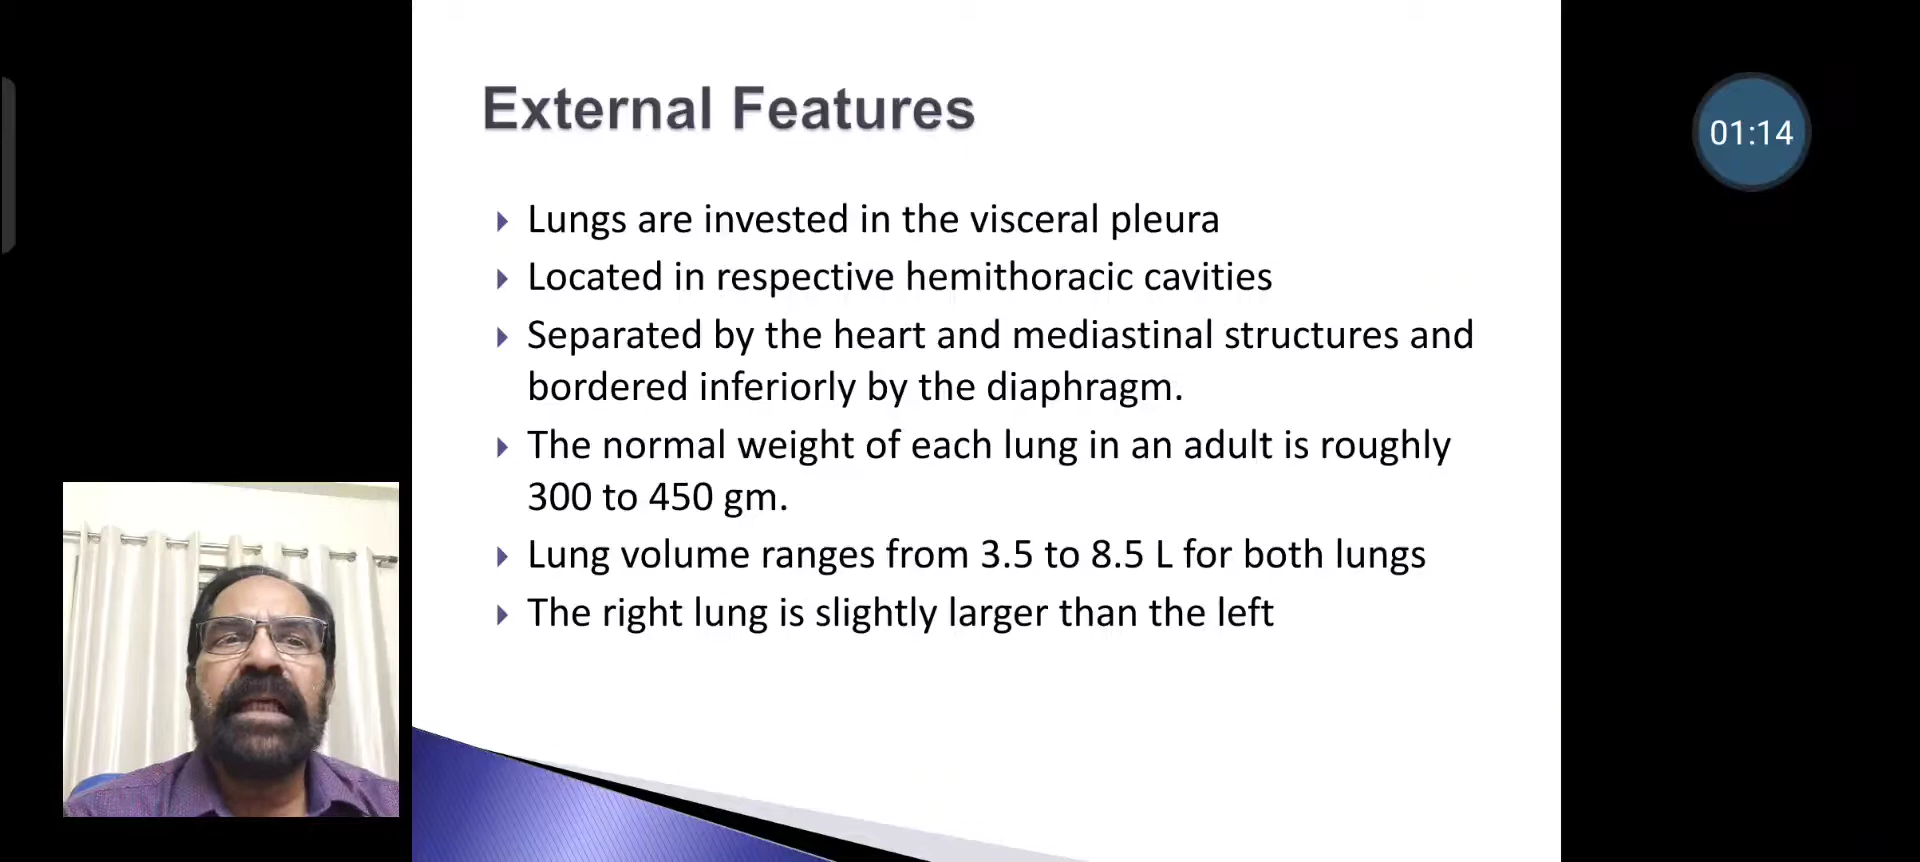 External Features
01:14
Lungs are invested in the visceral pleura
Located in respective hemithoracic cavities
Separated by the heart and mediastinal structures and
bordered inferiorly by the diaphragm.
The normal weight of each lung in an adult is roughly
300 to 450 gm.
Lung volume ranges from 3.5 to 8.5 L for both lungs
The right lung is slightly larger than the left